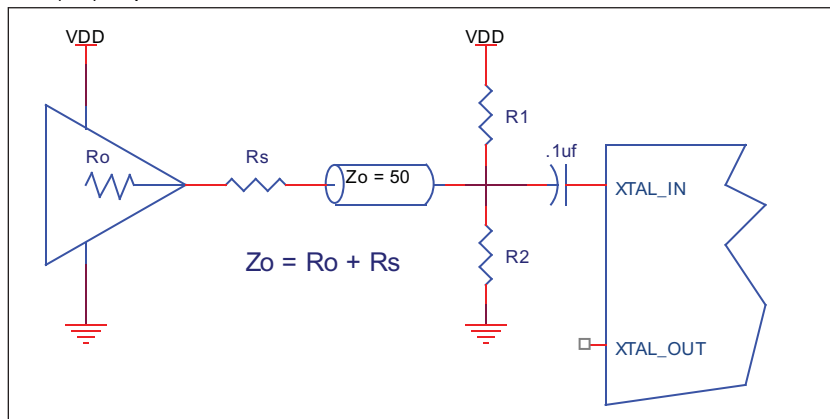 VDD
VDD
R1
Ro
Rs
.1uf
Zo = 50
XTAL_IN
Zo = Ro + Rs
R2
XTAL_OUT